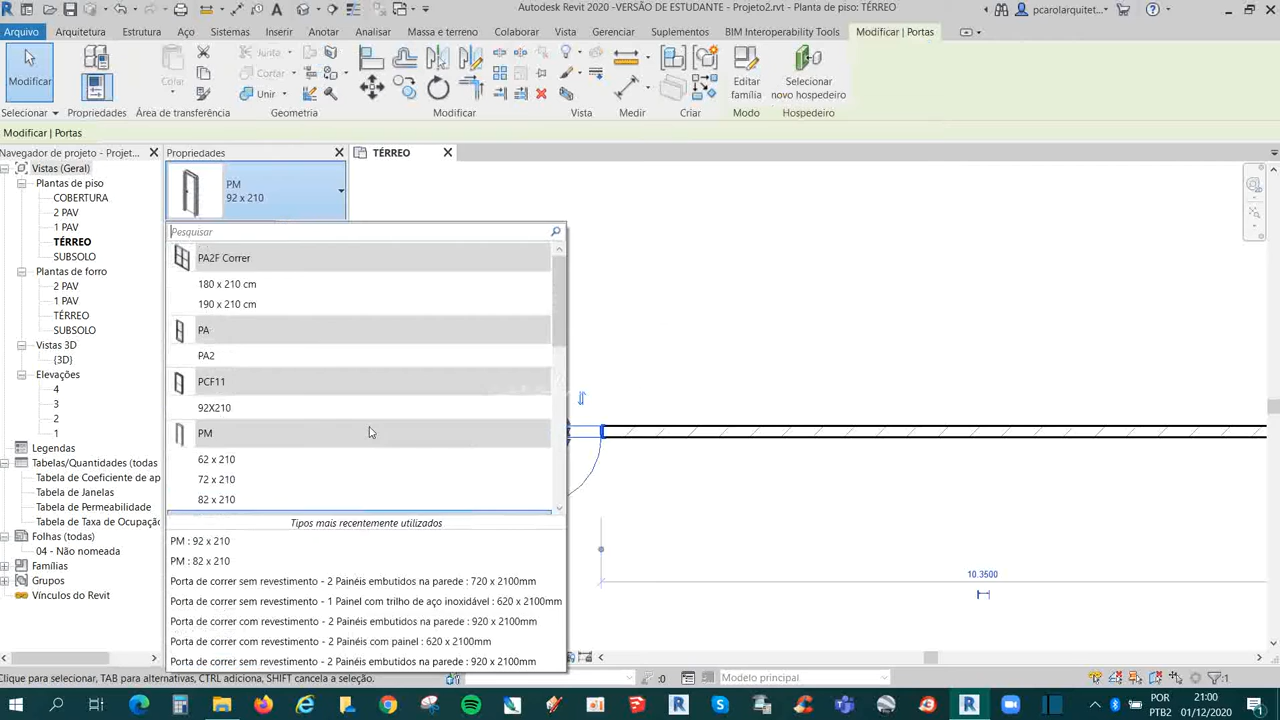 Autodesk Revit 2020 - VERSÃO DE ESTUDANTE - Projeto2.rvt - Planta de piso: TÉRREO
pcarolarquitet...
Arquivo Arquitetura Estrutura Aço Sistemas Inserir Anotar Analisar Massa e terreno Colaborar Vista Gerenciar Suplementos BIM Interoperability Tools Modificar | Portas
Modificar
Colar
Junta
Cortar
Unir
Editar família
Selecionar novo hospedeiro
Selecionar Propriedades Área de transferência Geometria Modificar Vista Medir Criar Modo Hospedeiro
Modificar | Portas
Navegador de projeto - Projet...
Vistas (Geral)
Plantas de piso
COBERTURA
2 PAV
1 PAV
TÉRREO
SUBSOLO
Plantas de forro
2 PAV
1 PAV
TÉRREO
SUBSOLO
Vistas 3D
{3D}
Elevações
4
3
2
1
Legendas
Tabelas/Quantidades (todas
Tabela de Coeficiente de ap
Tabela de Janelas
Tabela de Permeabilidade
Tabela de Taxa de Ocupação
Folhas (todas)
04 - Não nomeada
Famílias
Grupos
Vínculos do Revit
Propriedades
PM
92 x 210
Pesquisar
PA2F Correr
180 x 210 cm
190 x 210 cm
PA
PA2
PCF11
92X210
PM
62 x 210
72 x 210
82 x 210
Tipos mais recentemente utilizados
PM : 92 x 210
PM : 82 x 210
Porta de correr sem revestimento - 2 Painéis embutidos na parede : 720 x 2100mm
Porta de correr sem revestimento - 1 Painel com trilho de aço inoxidável : 620 x 2100mm
Porta de correr com revestimento - 2 Painéis embutidos na parede : 920 x 2100mm
Porta de correr com revestimento - 2 Painéis com painel : 620 x 2100mm
Porta de correr sem revestimento - 2 Painéis embutidos na parede : 920 x 2100mm
TÉRREO
10.3500
Clique para selecionar, TAB para alternativas, CTRL adiciona, SHIFT cancela a seleção.
:0
Modelo principal
:1
POR
PTB2
21:00
01/12/2020